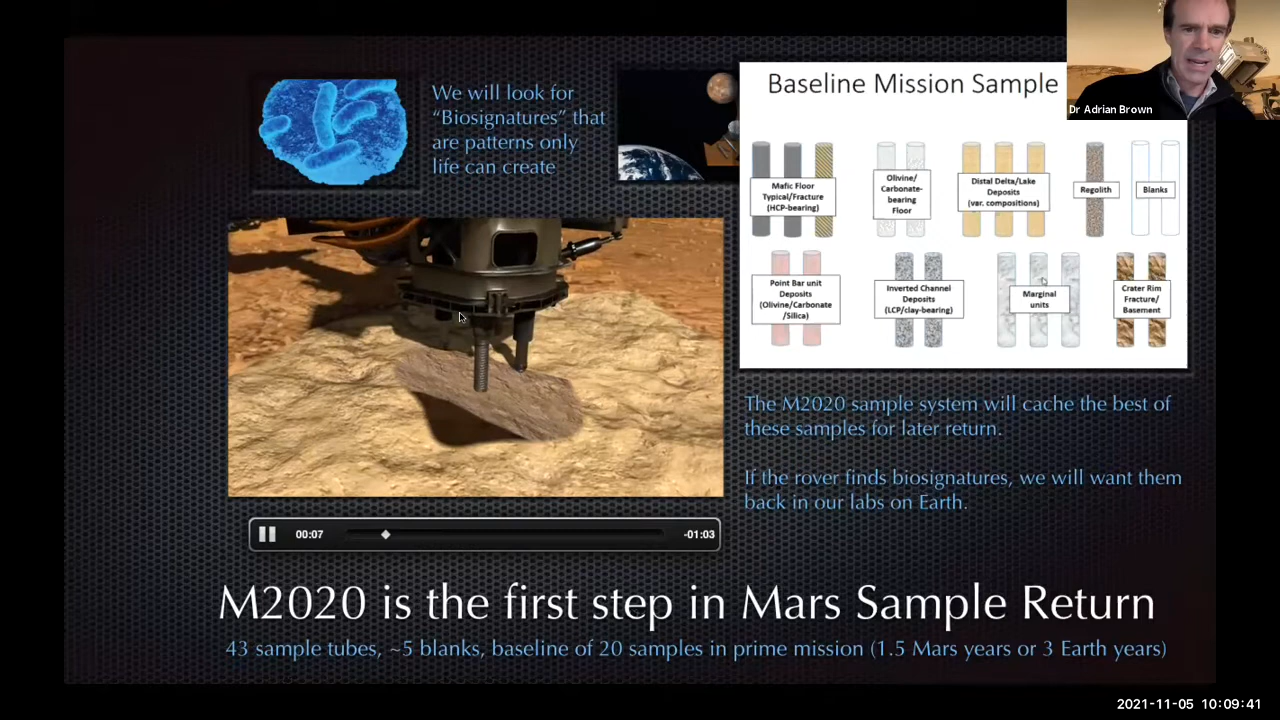 We will look for
“Biosignatures” that
are patterns only
life can create
Baseline Mission Sample
Dr Adrian Brown
Mafic Floor
Typical/Fracture
(HCP-bearing)
Olivine/
Carbonate-
bearing
Floor
Distal Delta/Lake
Deposits
(var. compositions)
Regolith
Blanks
Point Bar unit
Deposits
(Olivine/Carbonate
/Silica)
Inverted Channel
Deposits
(LCP/clay-bearing)
Marginal
units
Crater Rim
Fracture/
Basement
The M2020 sample system will cache the best of
these samples for later return.
If the rover finds biosignatures, we will want them
back in our labs on Earth.
00:07
-01:03
M2020 is the first step in Mars Sample Return
43 sample tubes, ~5 blanks, baseline of 20 samples in prime mission (1.5 Mars years or 3 Earth years)
2021-11-05 10:09:41